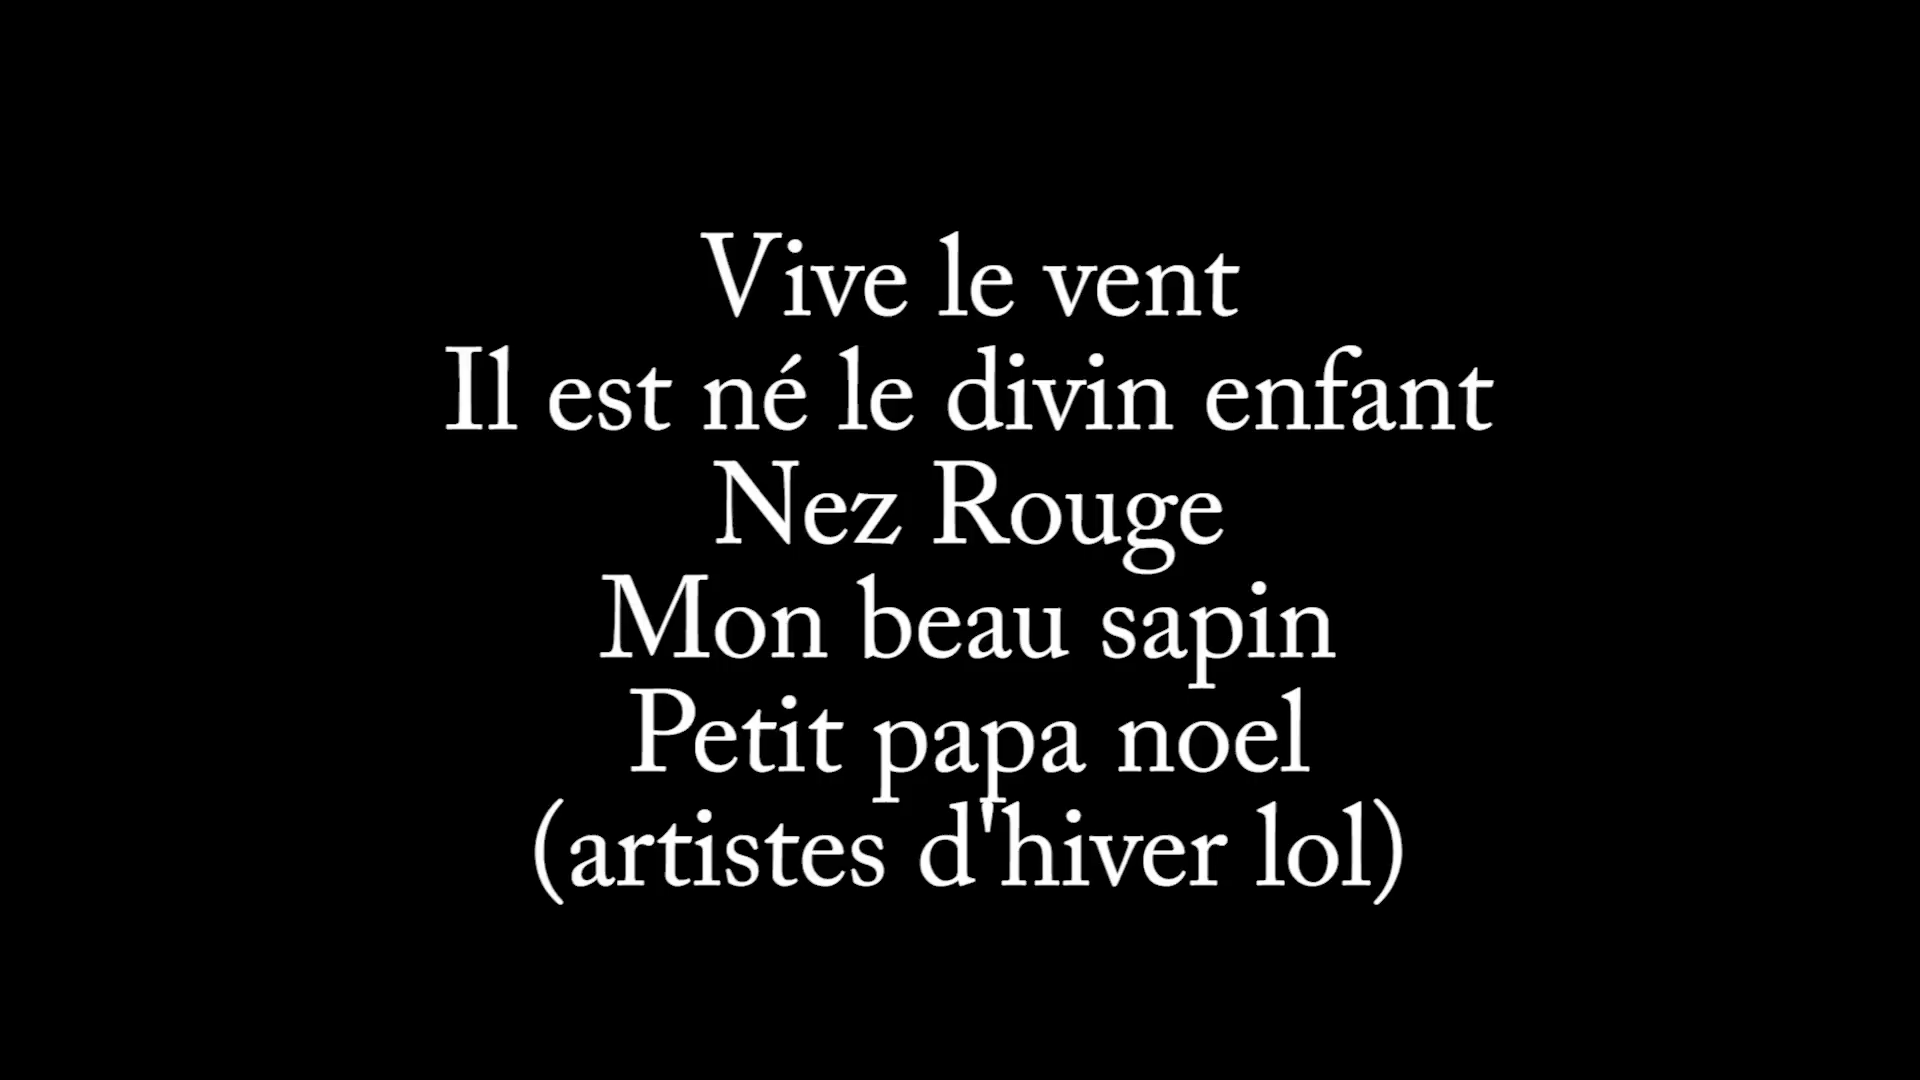 Vive le vent
Il est né le divin enfant
Nez Rouge
Mon beau sapin
Petit papa noel
(artistes d'hiver lol)